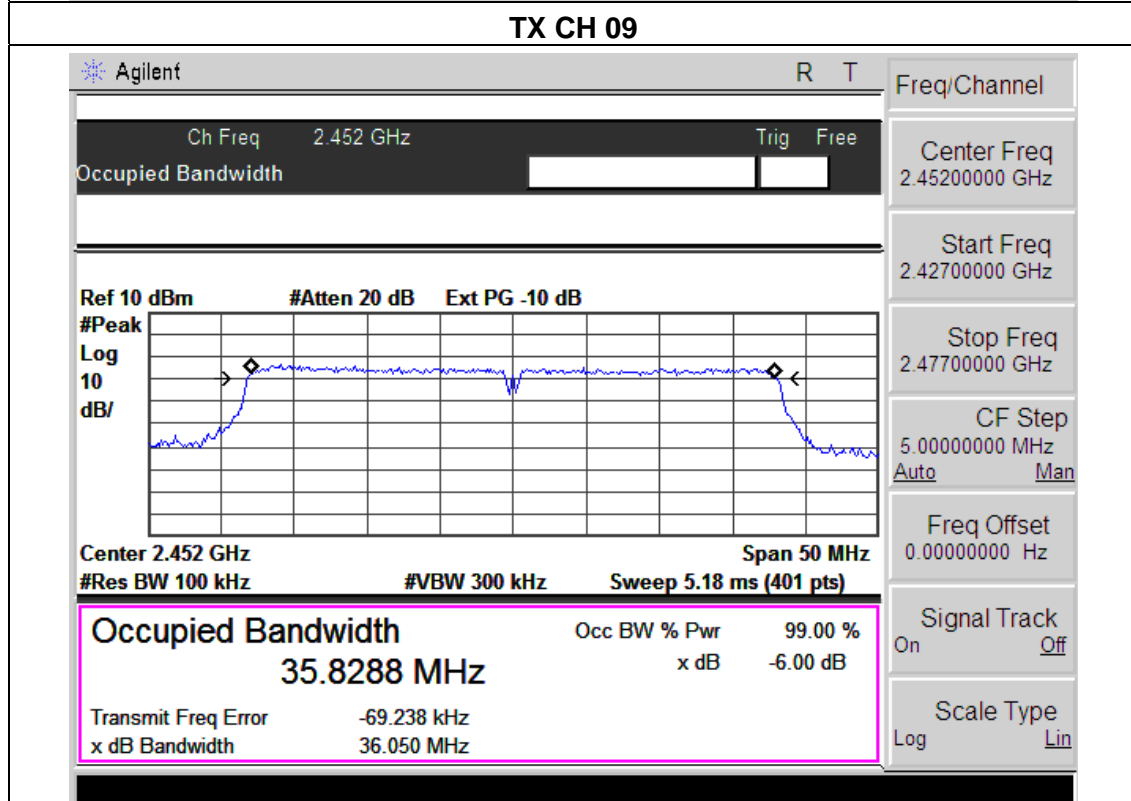 TX CH 09
Agilent R T
Freq/Channel
Ch Freq 2.452 GHz Trig Free
Occupied Bandwidth
Center Freq
2.45200000 GHz
Start Freq
2.42700000 GHz
Stop Freq
2.47700000 GHz
CF Step
5.00000000 MHz
Auto Man
Freq Offset
0.00000000 Hz
Signal Track
On Off
Scale Type
Log Lin
Ref 10 dBm #Atten 20 dB Ext PG -10 dB
#Peak
Log
10
dB/
Center 2.452 GHz Span 50 MHz
#Res BW 100 kHz #VBW 300 kHz Sweep 5.18 ms (401 pts)
Occupied Bandwidth Occ BW % Pwr 99.00 %
35.8288 MHz x dB -6.00 dB
Transmit Freq Error -69.238 kHz
x dB Bandwidth 36.050 MHz